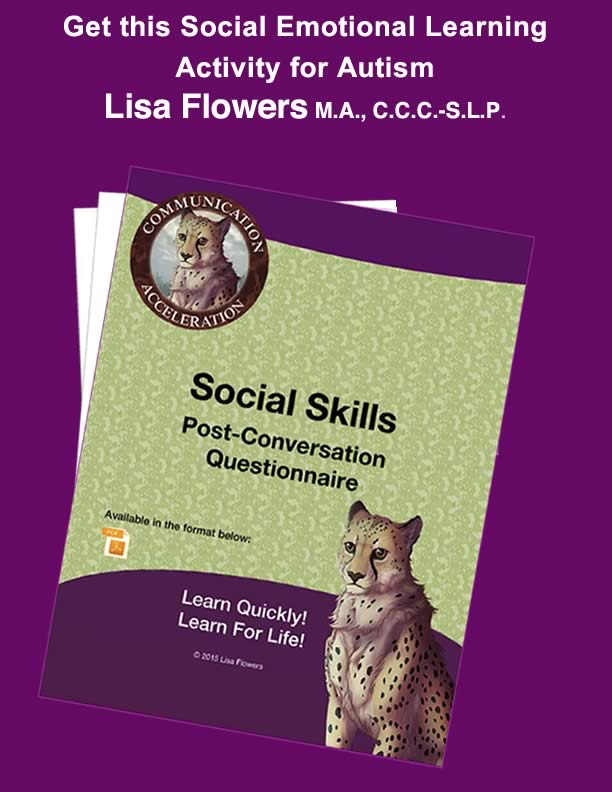 Get this Social Emotional Learning
Activity for Autism
Lisa Flowers M.A., C.C.C.-S.L.P.
COMMUNICATION
ACCELERATION
Social Skills
Post-Conversation
Questionnaire
Available in the format below:
PDF
Learn Quickly!
Learn For Life!
© 2015 Lisa Flowers